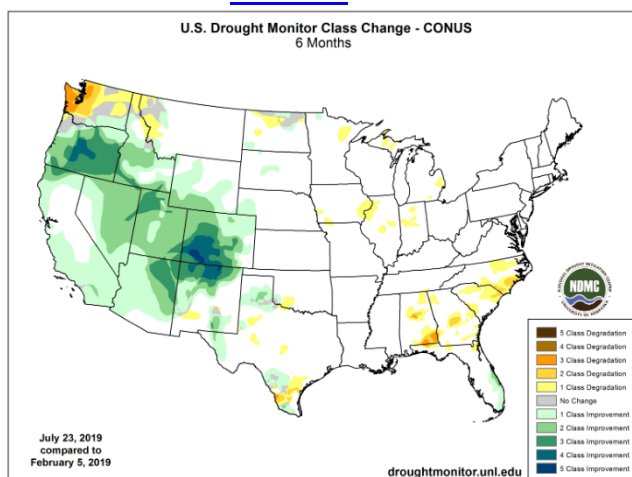 U.S. Drought Monitor Class Change - CONUS
6 Months
NDMC
5 Class Degradation
4 Class Degradation
3 Class Degradation
2 Class Degradation
1 Class Degradation
No Change
1 Class Improvement
2 Class Improvement
3 Class Improvement
4 Class Improvement
5 Class Improvement
July 23, 2019
compared to
February 5, 2019
droughtmonitor.unl.edu